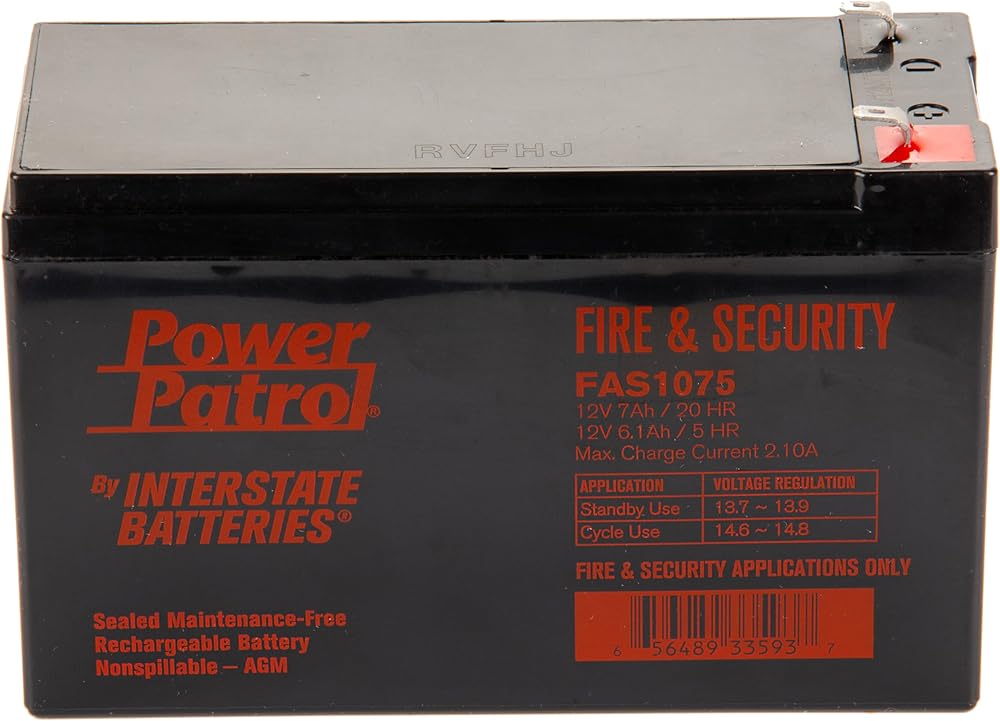 RVFHJ
Power
Patrol®
By INTERSTATE
BATTERIES®
Sealed Maintenance-Free
Rechargeable Battery
Nonspillable – AGM
FIRE & SECURITY
FAS1075
12V 7Ah / 20 HR
12V 6.1Ah / 5 HR
Max. Charge Current 2.10A
APPLICATION VOLTAGE REGULATION
Standby Use 13.7 ~ 13.9
Cycle Use 14.6 ~ 14.8
FIRE & SECURITY APPLICATIONS ONLY
6 56489 33593 7